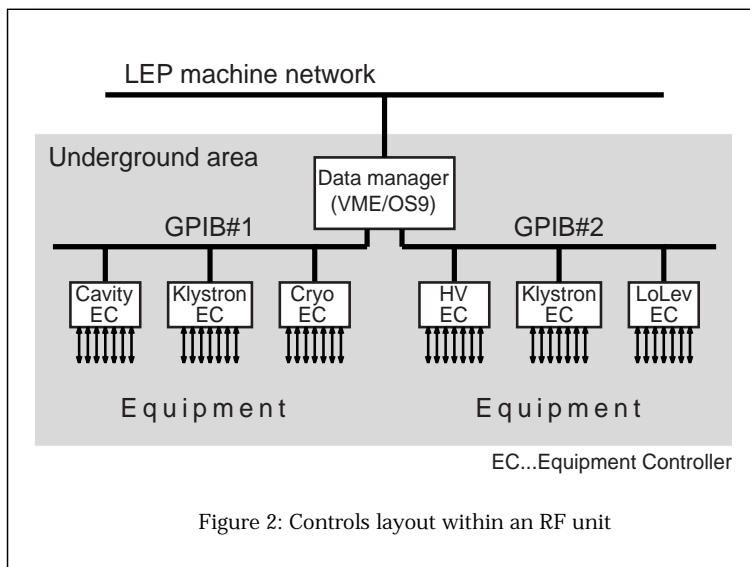 LEP machine network
Underground area
Data manager
(VME/OS9)
GPIB#1
GPIB#2
Cavity
EC
Klystron
EC
Cryo
EC
HV
EC
Klystron
EC
LoLev
EC
Equipment
Equipment
EC...Equipment Controller
Figure 2: Controls layout within an RF unit